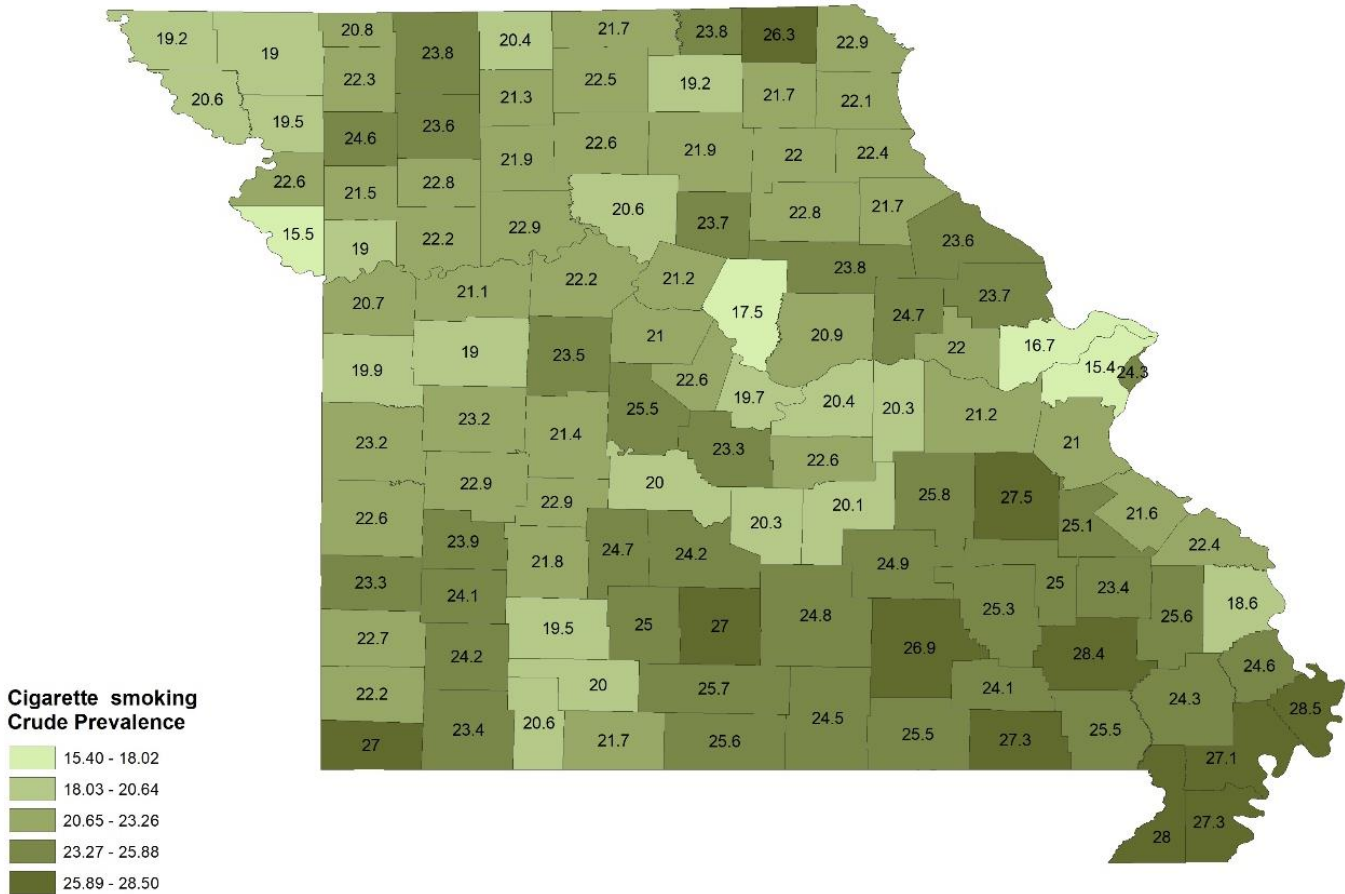 19.2 19 20.8 23.8 20.4 21.7 23.8 26.3 22.9
20.6 19.5 22.3 21.3 22.5 19.2 21.7 22.1
24.6 23.6 21.9 22.6 21.9 22 22.4
22.6 21.5 22.8 22.9 20.6 23.7 22.8 21.7 23.6
15.5 19 22.2 22.2 21.2 23.8 23.7
20.7 21.1 21 17.5 20.9 24.7 22 16.7 15.4 24.3
19.9 19 23.5 22.6 19.7 20.4 20.3 21.2 21
23.2 23.2 21.4 25.5 23.3 22.6
22.6 22.9 22.9 20 20.3 20.1 25.8 27.5 25.1 21.6 22.4
23.3 23.9 21.8 24.7 24.2 24.9 25 23.4 25.6 18.6
22.7 24.1 19.5 25 27 24.8 26.9 25.3 28.4 24.6
22.2 24.2 20 25.7 24.5 24.1 24.3 28.5
27 23.4 20.6 21.7 25.6 25.5 27.3 25.5 27.1
28 27.3
Cigarette smoking
Crude Prevalence
15.40 - 18.02
18.03 - 20.64
20.65 - 23.26
23.27 - 25.88
25.89 - 28.50